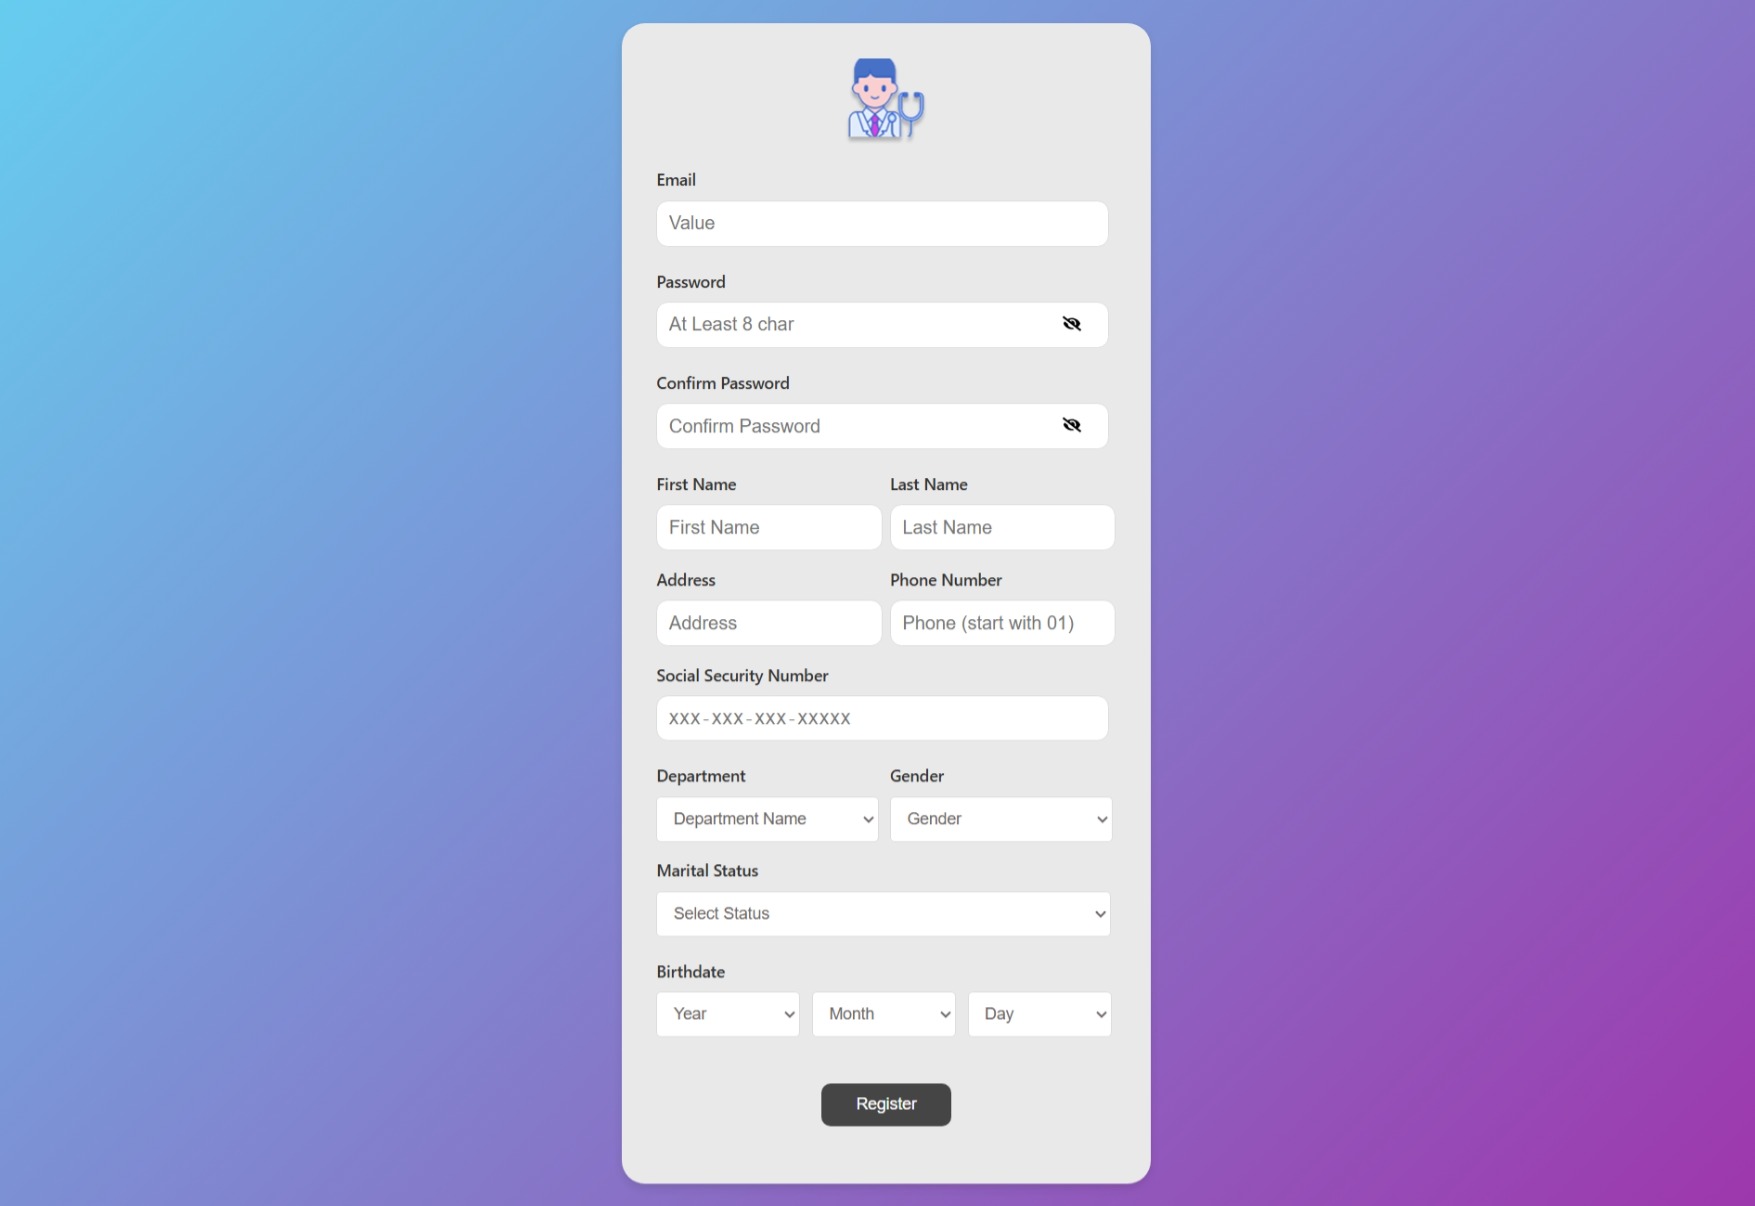 Email
Value
Password
At Least 8 char
Confirm Password
Confirm Password
First Name Last Name
First Name Last Name
Address Phone Number
Address Phone (start with 01)
Social Security Number
XXX-XXX-XXX-XXXXX
Department Gender
Department Name Gender
Marital Status
Select Status
Birthdate
Year Month Day
Register